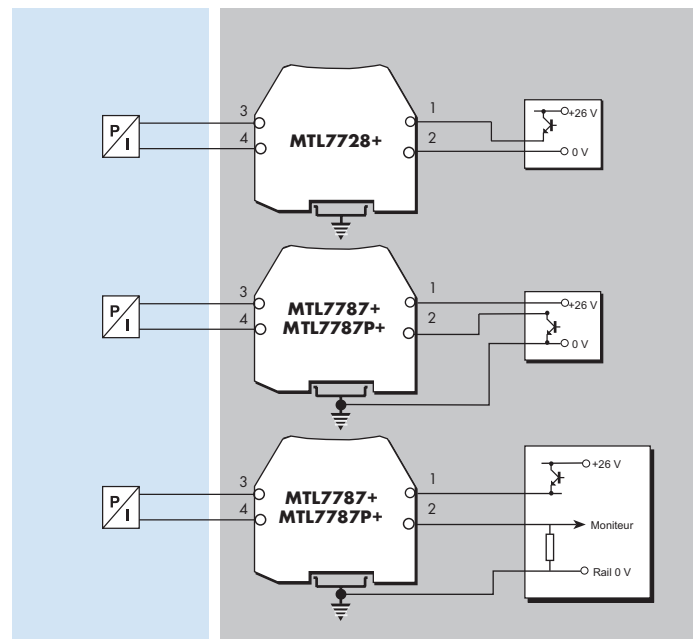 3
4
P
I
MTL7728+
1
2
+26 V
0 V
3
4
P
I
MTL7787+
MTL7787P+
1
2
+26 V
0 V
3
4
P
I
MTL7787+
MTL7787P+
1
2
+26 V
Moniteur
Rail 0 V